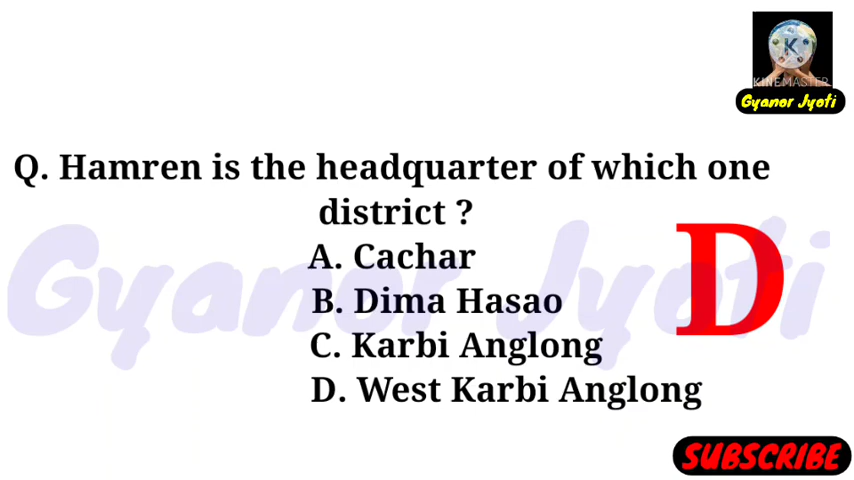 K
KINEMASTER
Gyanor Jyoti
Q. Hamren is the headquarter of which one
district ?
A. Cachar
B. Dima Hasao
C. Karbi Anglong
D. West Karbi Anglong
D
Gyanor Jyoti
SUBSCRIBE